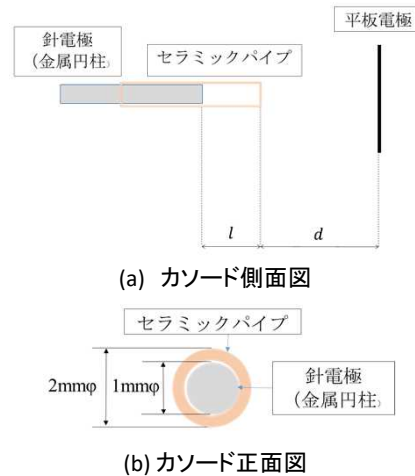 平板電極
針電極
(金属円柱)
セラミックパイプ
l
d
(a) カソード側面図
セラミックパイプ
2mmφ
1mmφ
針電極
(金属円柱)
(b) カソード正面図